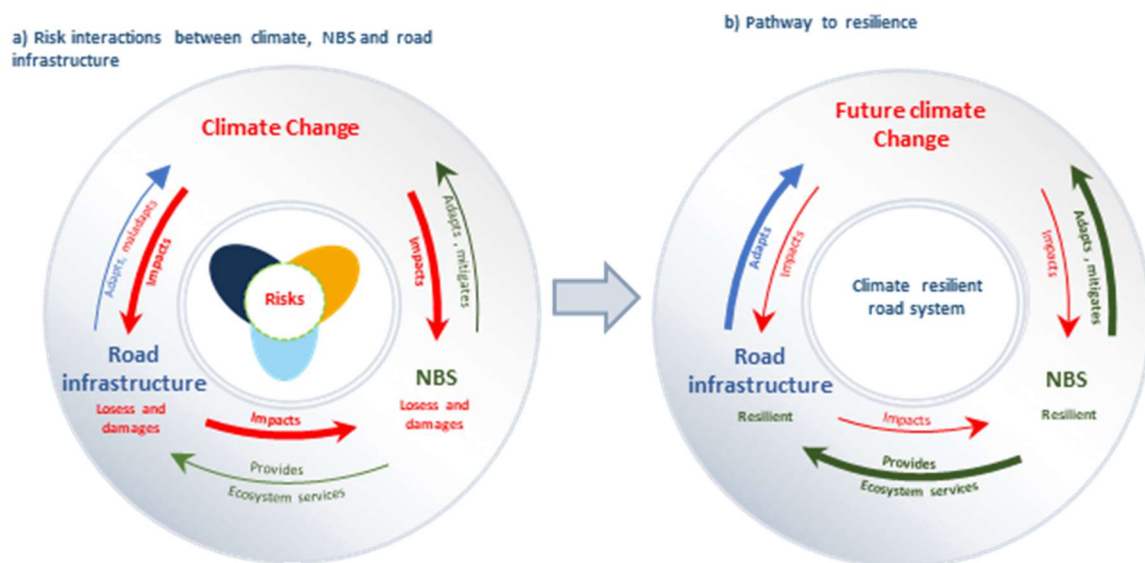 a) Risk interactions between climate, NBS and road
infrastructure
Climate Change
Adapts, maladapts
Impacts
Impacts
Adapts , mitigates
Risks
Road
infrastructure
Losess and
damages
NBS
Losess and
damages
Impacts
Provides
Ecosystem services
b) Pathway to resilience
Future climate
Change
Adapts
Impacts
Impacts
Adapts , mitigates
Climate resilient
road system
Road
infrastructure
Resilient
NBS
Resilient
Impacts
Provides
Ecosystem services